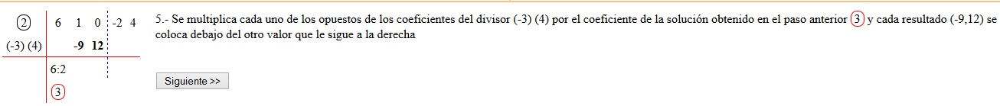 2 6 1 0 -2 4
(-3) (4) -9 12
6:2
3
5.- Se multiplica cada uno de los opuestos de los coeficientes del divisor (-3) (4) por el coeficiente de la solución obtenido en el paso anterior 3 y cada resultado (-9,12) se
coloca debajo del otro valor que le sigue a la derecha
Siguiente >>